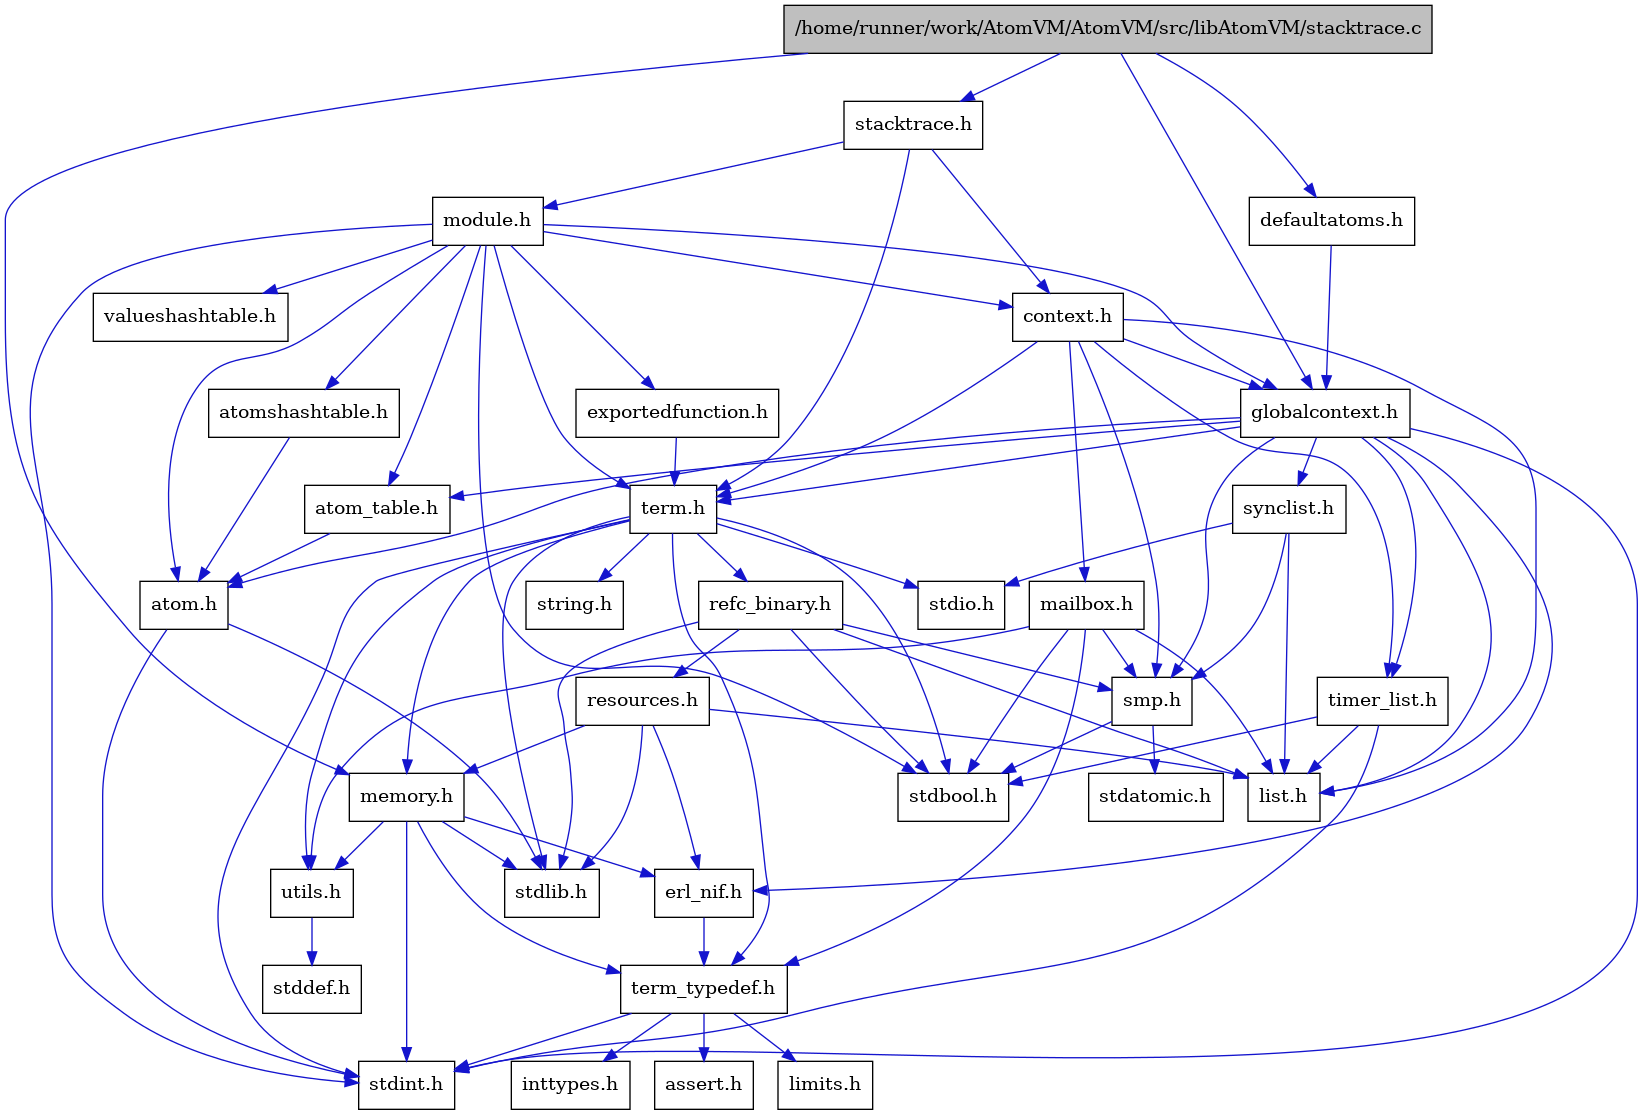 /home/runner/work/AtomVM/AtomVM/src/libAtomVM/stacktrace.c
stacktrace.h
module.h
defaultatoms.h
valueshashtable.h
context.h
atomshashtable.h
exportedfunction.h
globalcontext.h
atom_table.h
term.h
synclist.h
atom.h
string.h
refc_binary.h
stdio.h
mailbox.h
resources.h
smp.h
timer_list.h
memory.h
stdbool.h
stdatomic.h
list.h
utils.h
stdlib.h
erl_nif.h
stddef.h
term_typedef.h
stdint.h
inttypes.h
assert.h
limits.h